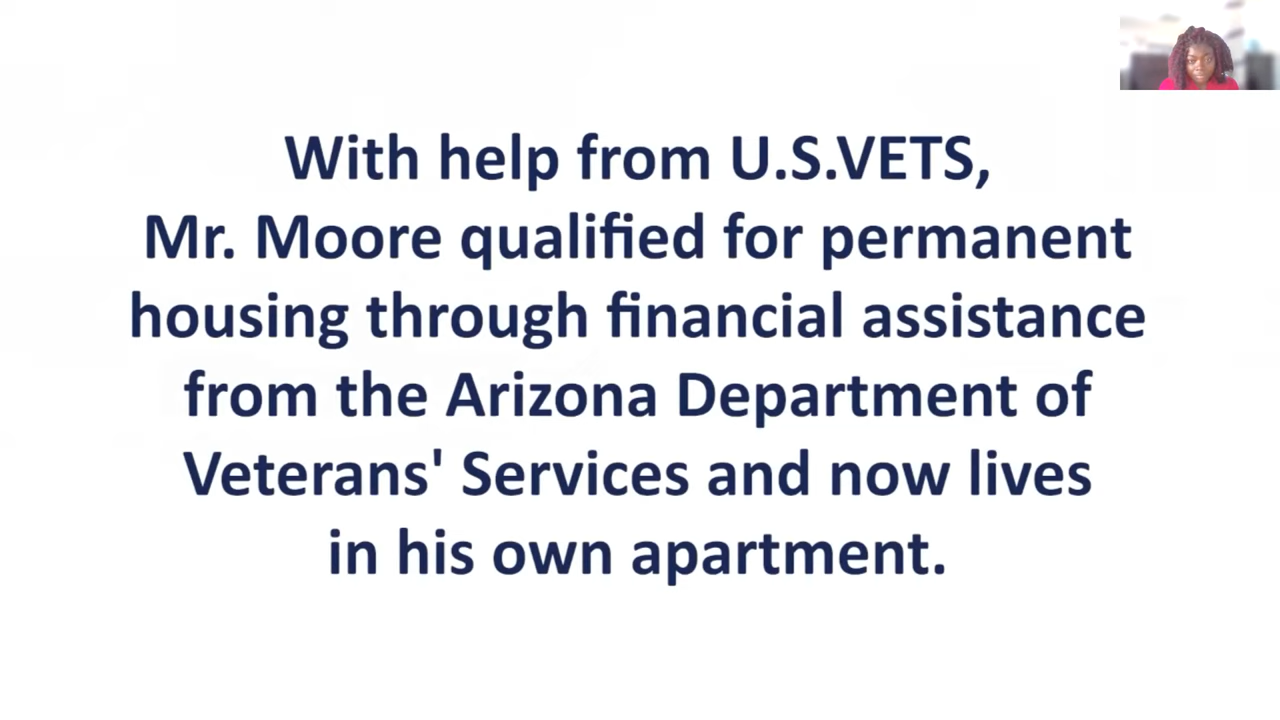 With help from U.S.VETS,
Mr. Moore qualified for permanent
housing through financial assistance
from the Arizona Department of
Veterans' Services and now lives
in his own apartment.